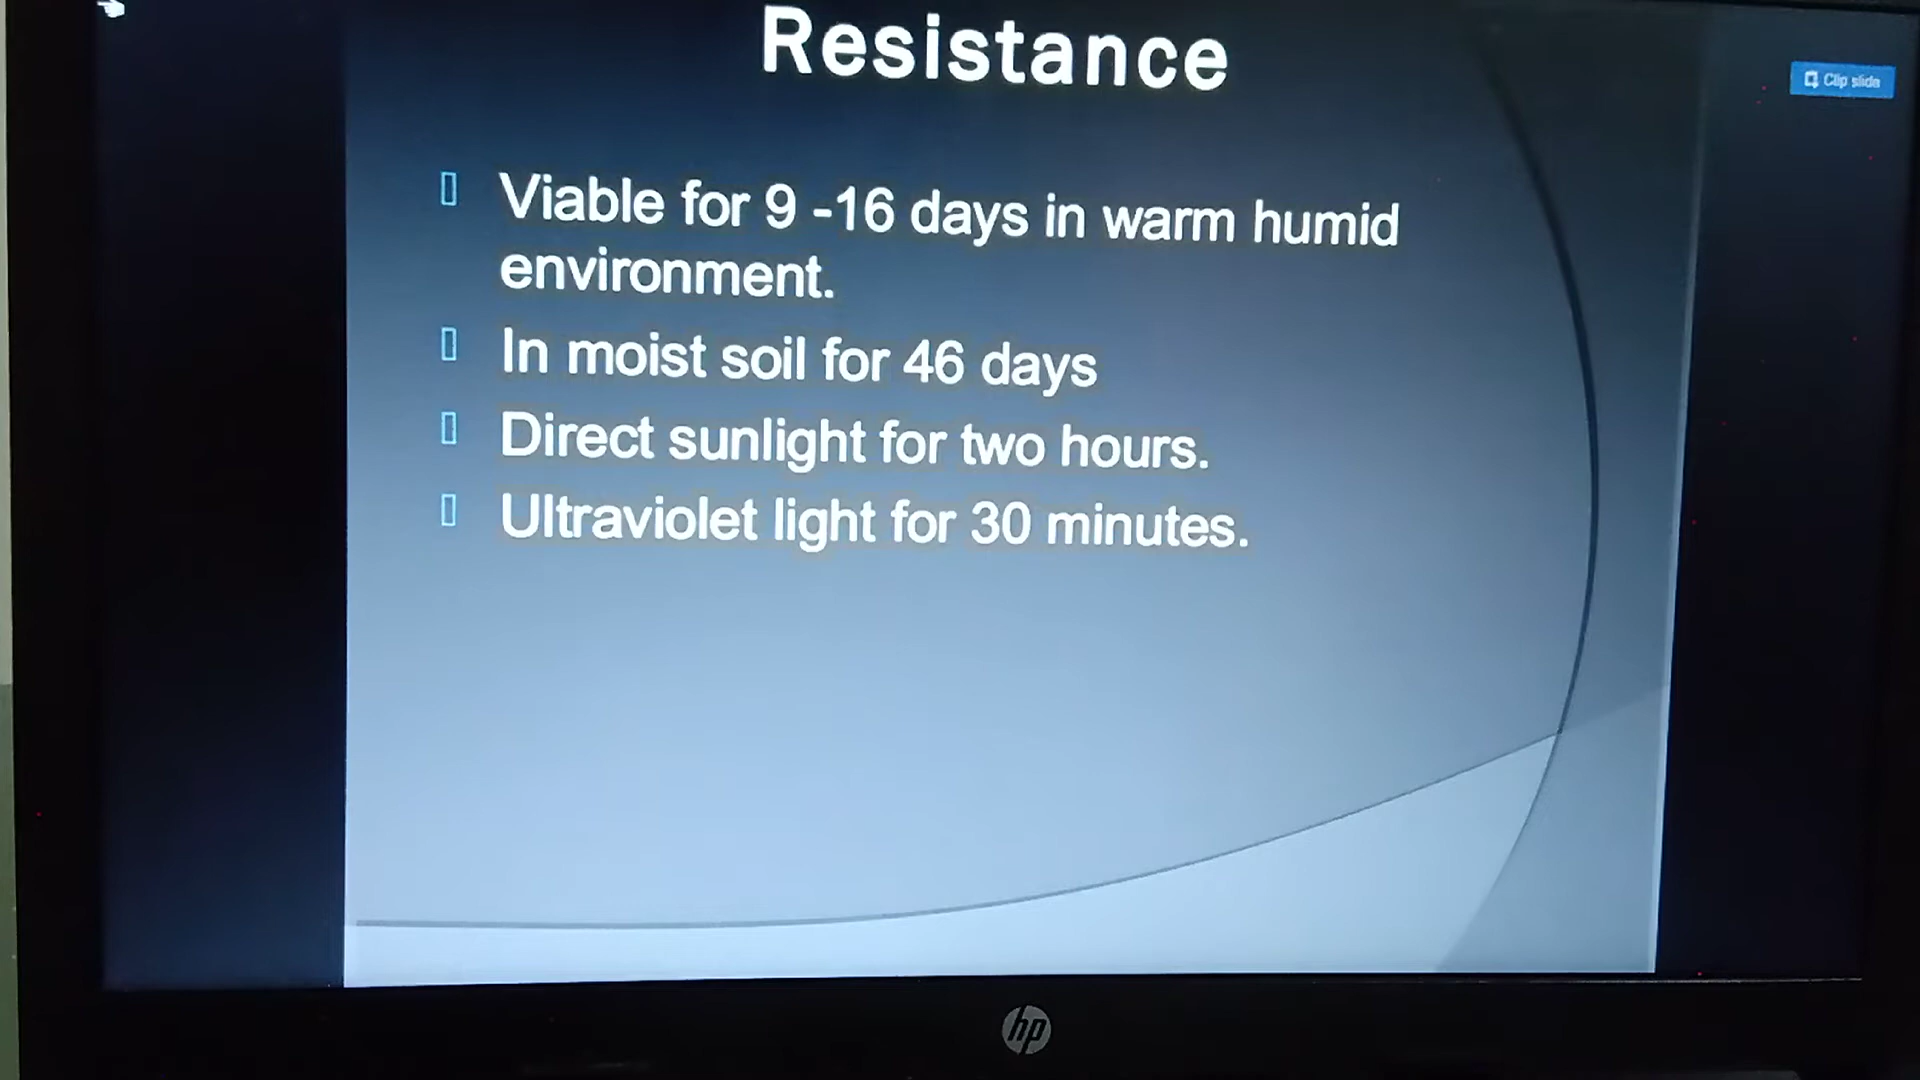 Resistance
Clip slide
Viable for 9 -16 days in warm humid
environment.
In moist soil for 46 days
Direct sunlight for two hours.
Ultraviolet light for 30 minutes.
hp